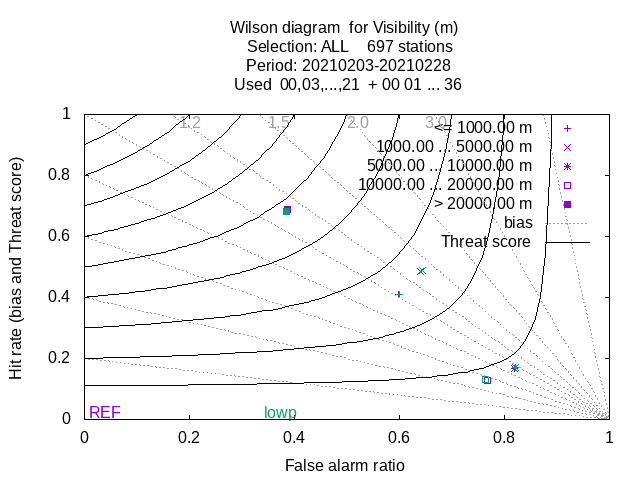 Wilson diagram for Visibility (m)
Selection: ALL 697 stations
Period: 20210203-20210228
Used 00,03,...,21 + 00 01 ... 36
1.2 1.5 2.0 3.0
<= 1000.00 m
1000.00 ... 5000.00 m
5000.00 ... 10000.00 m
10000.00 ... 20000.00 m
> 20000.00 m
bias
Threat score
Hit rate (bias and Threat score)
1
0.8
0.6
0.4
0.2
0
REF lowp
0 0.2 0.4 0.6 0.8 1
False alarm ratio